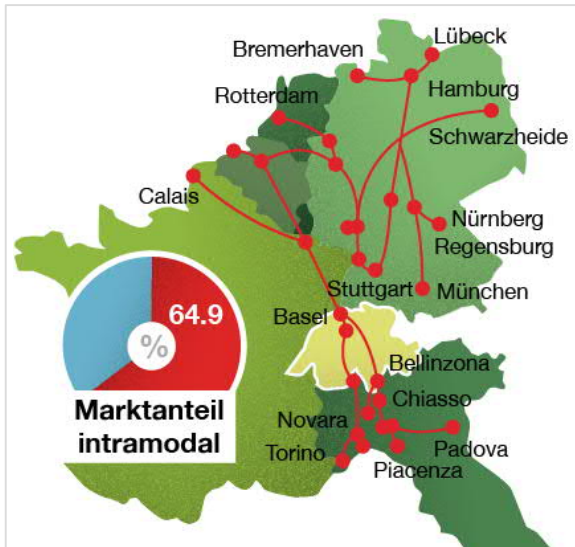 Lübeck
Bremerhaven
Hamburg
Rotterdam
Schwarzheide
Calais
Nürnberg
Regensburg
Stuttgart
München
Basel
64.9
%
Bellinzona
Chiasso
Marktanteil
intramodal
Novara
Torino
Padova
Piacenza